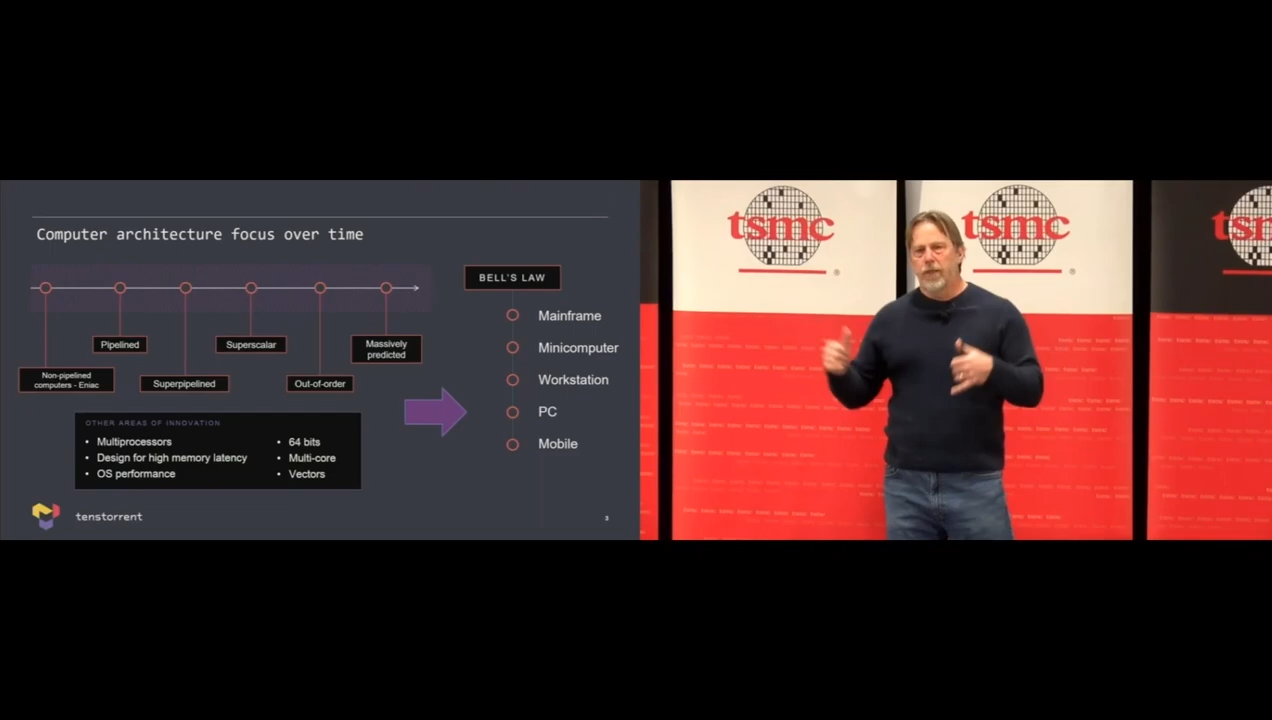 Computer architecture focus over time
Pipelined
Superscalar
Massively
predicted
Non-pipelined
computers - Eniac
Superpipelined
Out-of-order
OTHER AREAS OF INNOVATION
• Multiprocessors
• Design for high memory latency
• OS performance
• 64 bits
• Multi-core
• Vectors
BELL'S LAW
Mainframe
Minicomputer
Workstation
PC
Mobile
tenstorrent
3
tsmc
®
tsmc
®
tsm